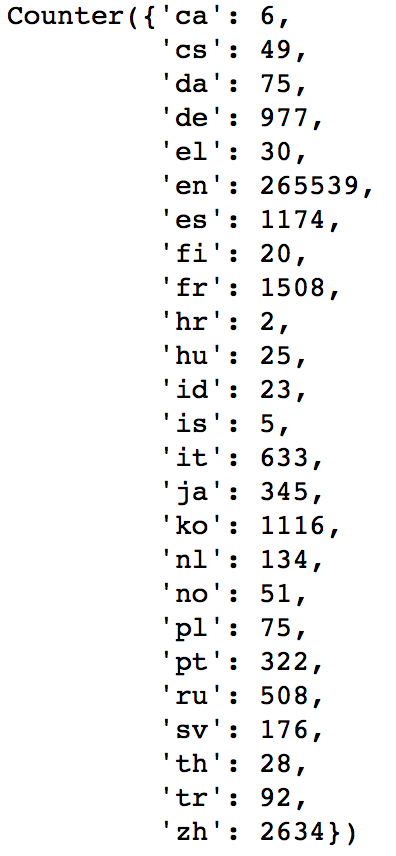 Counter({'ca': 6,
'cs': 49,
'da': 75,
'de': 977,
'el': 30,
'en': 265539,
'es': 1174,
'fi': 20,
'fr': 1508,
'hr': 2,
'hu': 25,
'id': 23,
'is': 5,
'it': 633,
'ja': 345,
'ko': 1116,
'nl': 134,
'no': 51,
'pl': 75,
'pt': 322,
'ru': 508,
'sv': 176,
'th': 28,
'tr': 92,
'zh': 2634})